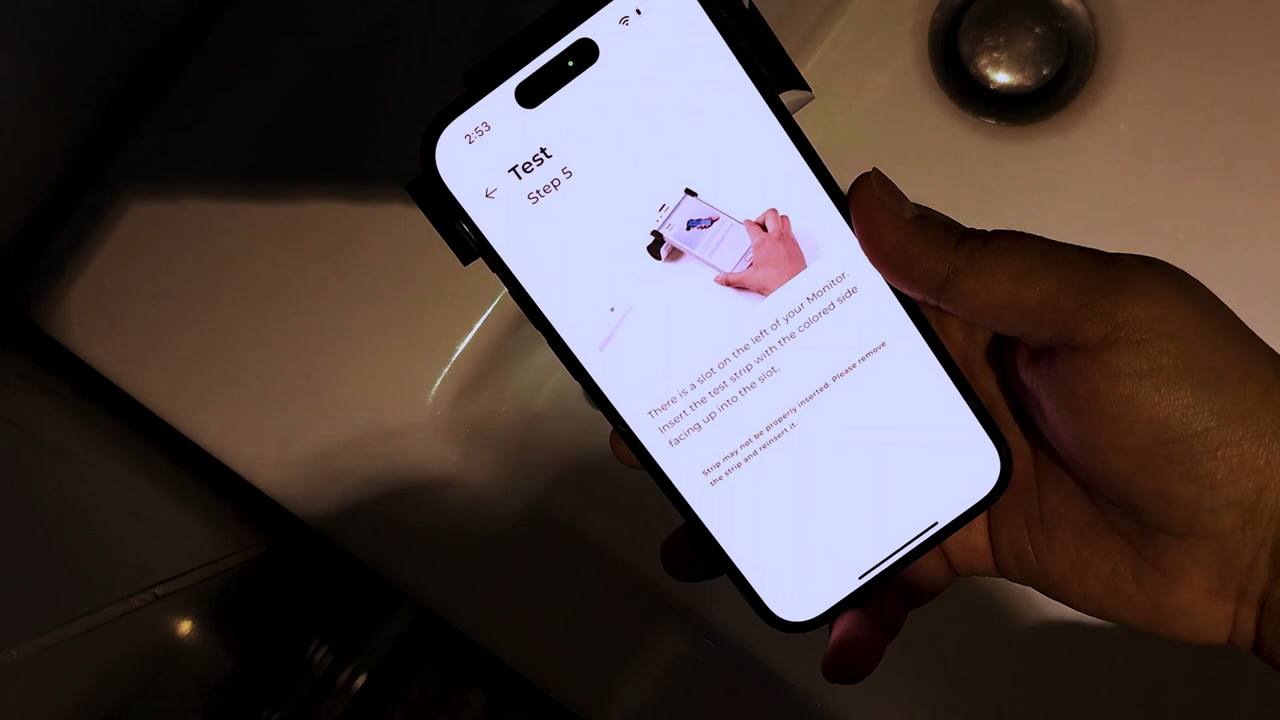 2:53
Test
Step 5
There is a slot on the left of your Monitor.
Insert the test strip with the colored side
facing up into the slot.
Strip may not be properly inserted. Please remove
the strip and reinsert it.